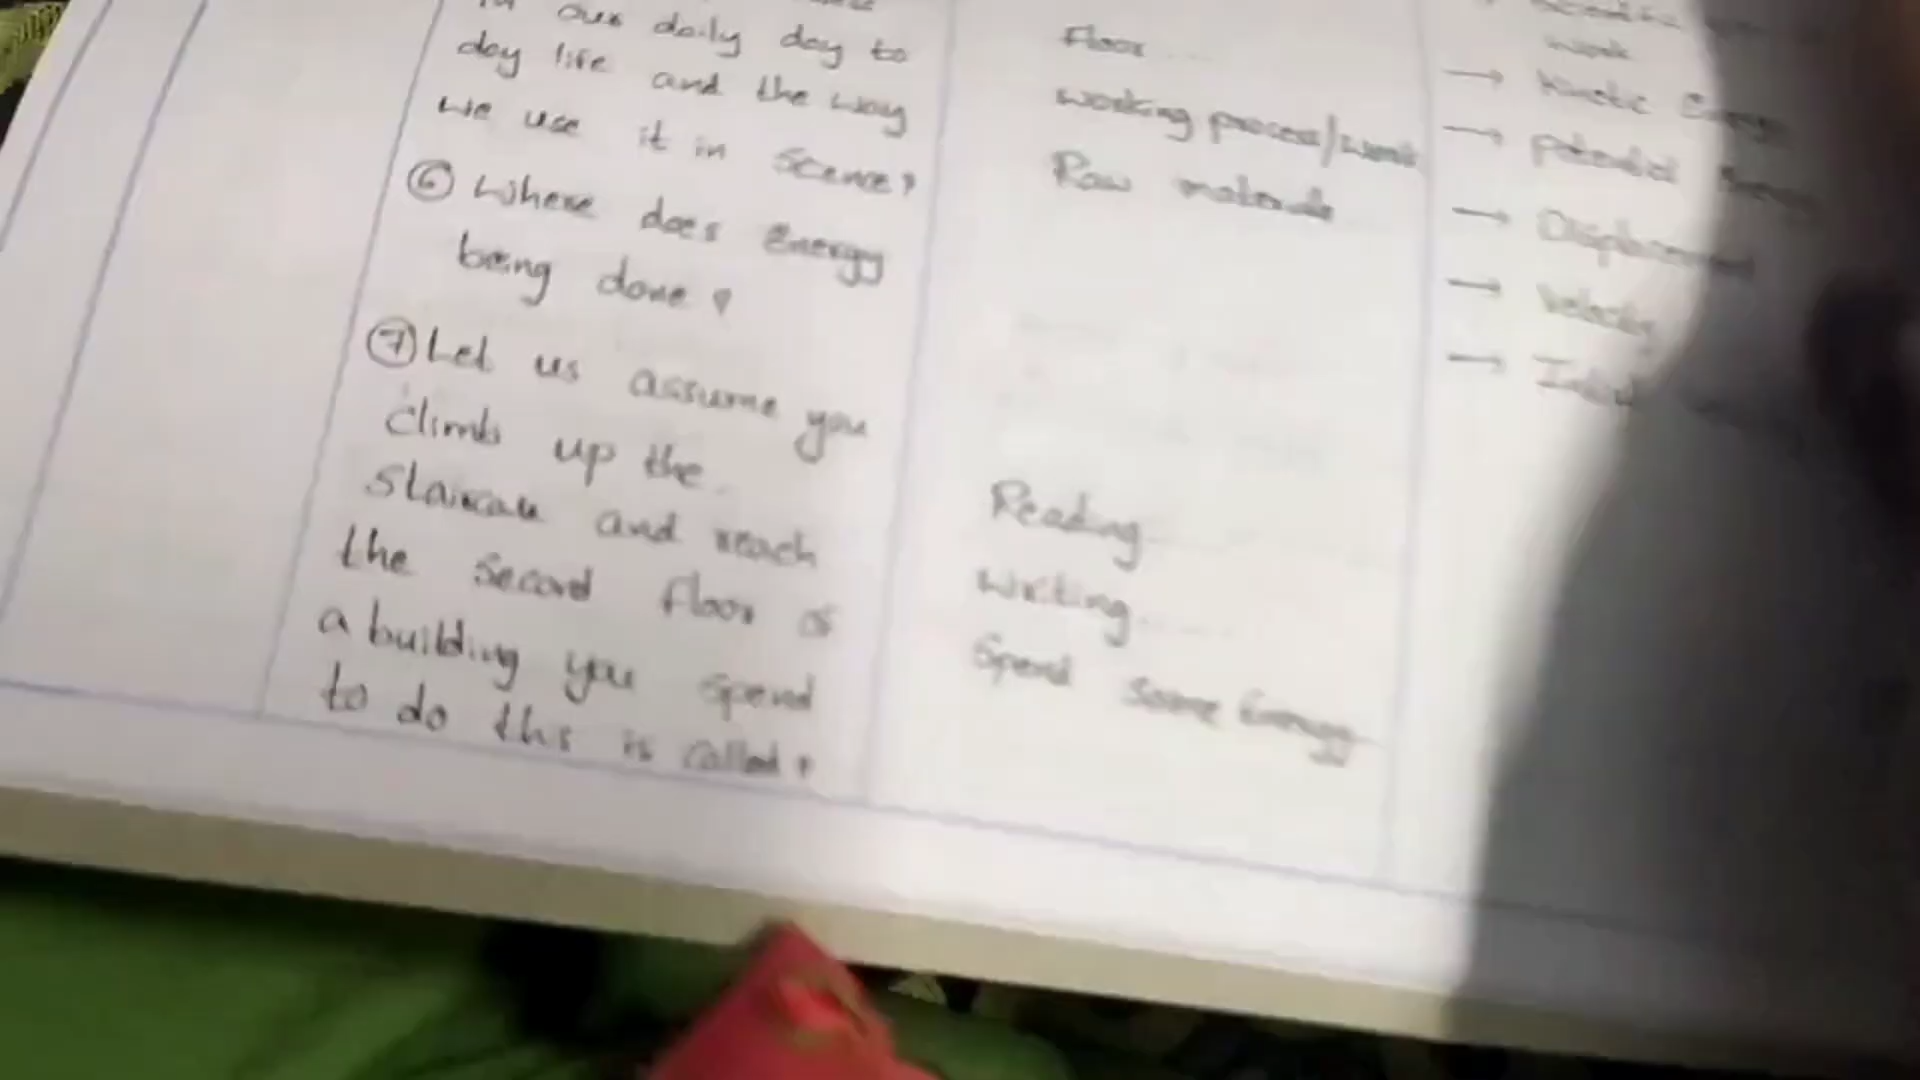 our daily day to
day life and the way
we use it in Science?
⑥ Where does Energy
being done?
⑦ Let us assume you
climb up the
staircase and reach
the second floor of
a building you spend
to do this is called?
floor
working process/work
Raw materials
Reading
writing
Spend some Energy
work
→ Kinetic Energy
→ potential Energy
→ Displacement
→ Velocity
→